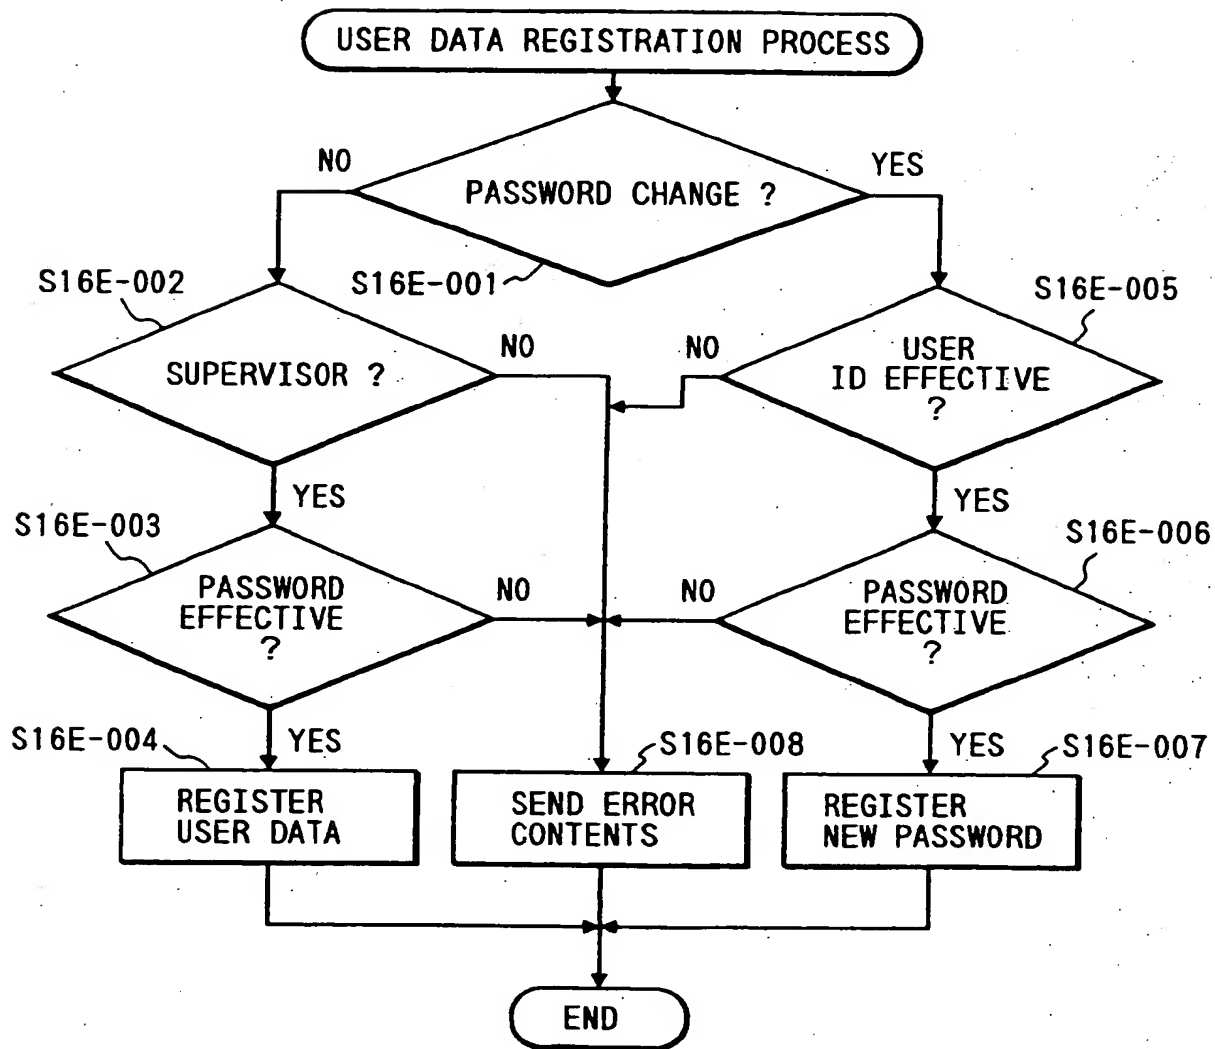 USER DATA REGISTRATION PROCESS
NO
YES
PASSWORD CHANGE ?
S16E-001
S16E-002
S16E-005
SUPERVISOR ?
NO
NO
USER
ID EFFECTIVE
?
YES
YES
S16E-003
S16E-006
PASSWORD
EFFECTIVE
?
NO
NO
PASSWORD
EFFECTIVE
?
S16E-004
YES
S16E-008
YES
S16E-007
REGISTER
USER DATA
SEND ERROR
CONTENTS
REGISTER
NEW PASSWORD
END